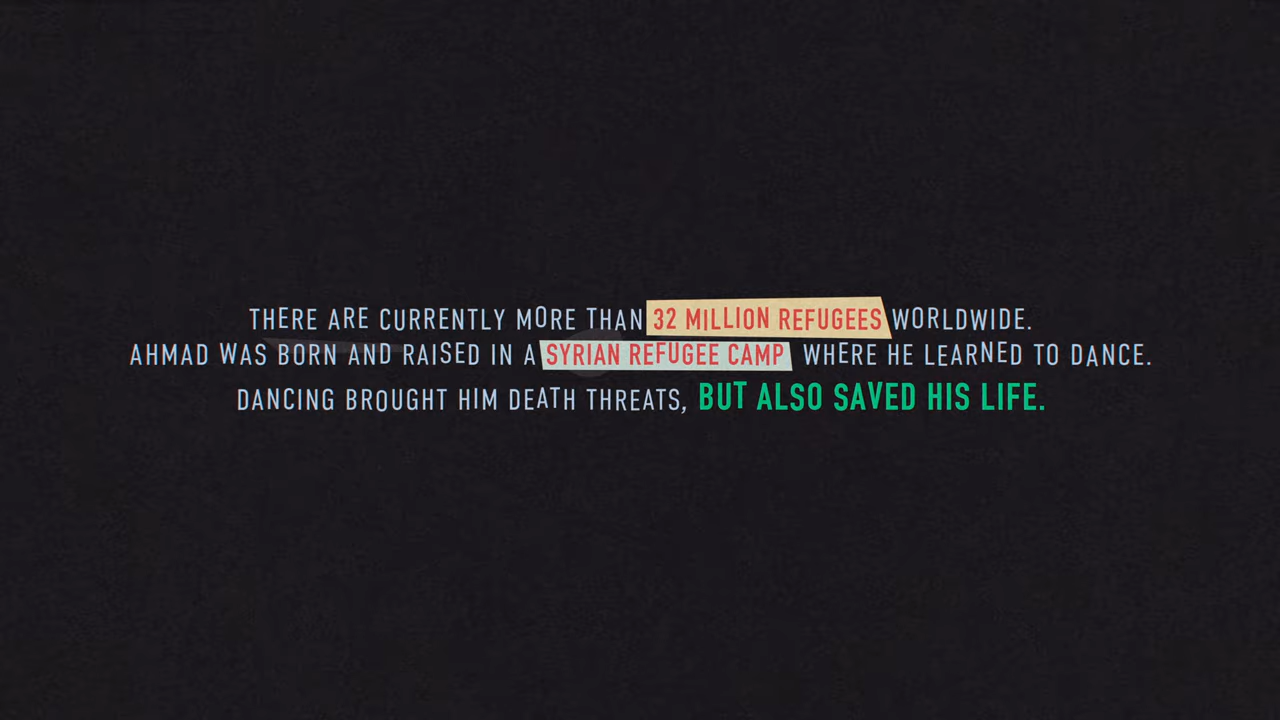 THERE ARE CURRENTLY MORE THAN 32 MILLION REFUGEES WORLDWIDE.
AHMAD WAS BORN AND RAISED IN A SYRIAN REFUGEE CAMP WHERE HE LEARNED TO DANCE.
DANCING BROUGHT HIM DEATH THREATS, BUT ALSO SAVED HIS LIFE.